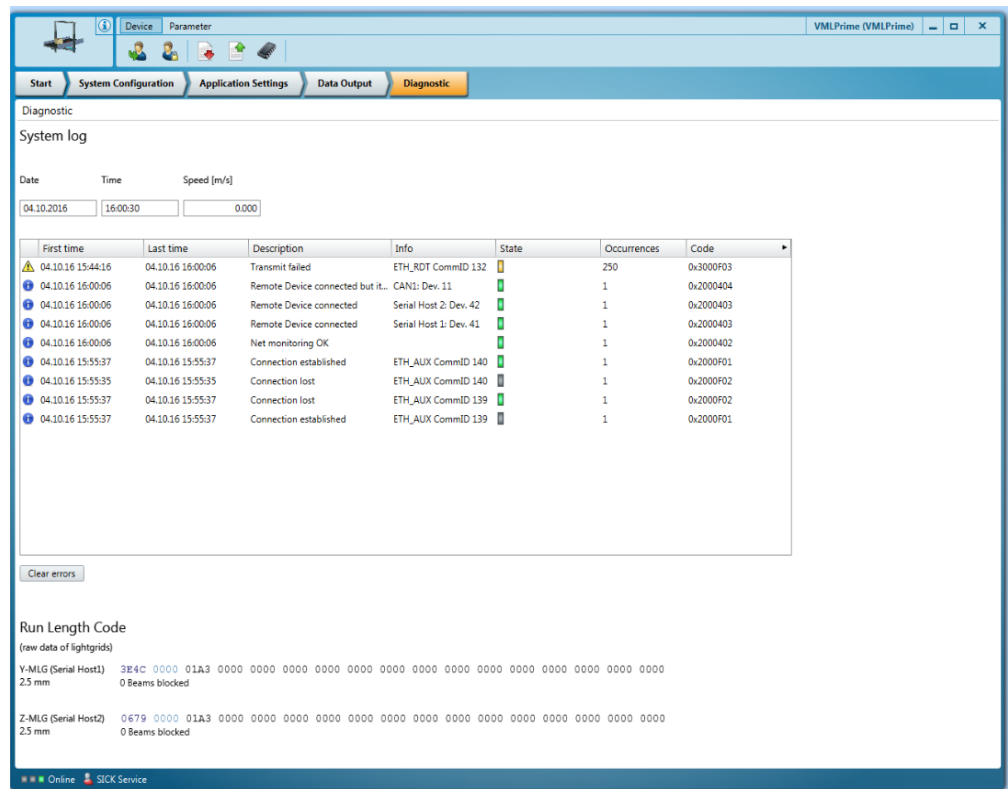 Device Parameter VMLPrime (VMLPrime)
Start System Configuration Application Settings Data Output Diagnostic
Diagnostic
System log
Date Time Speed [m/s]
04.10.2016 16:00:30 0.000
First time Last time Description Info State Occurrences Code
04.10.16 15:44:16 04.10.16 16:00:06 Transmit failed ETH_RDT CommID 132 250 0x3000F03
04.10.16 16:00:06 04.10.16 16:00:06 Remote Device connected but it... CAN1: Dev. 11 1 0x2000404
04.10.16 16:00:06 04.10.16 16:00:06 Remote Device connected Serial Host 2: Dev. 42 1 0x2000403
04.10.16 16:00:06 04.10.16 16:00:06 Remote Device connected Serial Host 1: Dev. 41 1 0x2000403
04.10.16 16:00:06 04.10.16 16:00:06 Net monitoring OK 1 0x2000402
04.10.16 15:55:37 04.10.16 15:55:37 Connection established ETH_AUX CommID 140 1 0x2000F01
04.10.16 15:55:35 04.10.16 15:55:35 Connection lost ETH_AUX CommID 140 1 0x2000F02
04.10.16 15:55:37 04.10.16 15:55:37 Connection lost ETH_AUX CommID 139 1 0x2000F02
04.10.16 15:55:37 04.10.16 15:55:37 Connection established ETH_AUX CommID 139 1 0x2000F01
Clear errors
Run Length Code
(raw data of lightgrids)
Y-MLG (Serial Host1) 3E4C 0000 01A3 0000 0000 0000 0000 0000 0000 0000 0000 0000 0000 0000 0000 0000 0000
2.5 mm 0 Beams blocked
Z-MLG (Serial Host2) 0679 0000 01A3 0000 0000 0000 0000 0000 0000 0000 0000 0000 0000 0000 0000 0000 0000
2.5 mm 0 Beams blocked
Online SICK Service